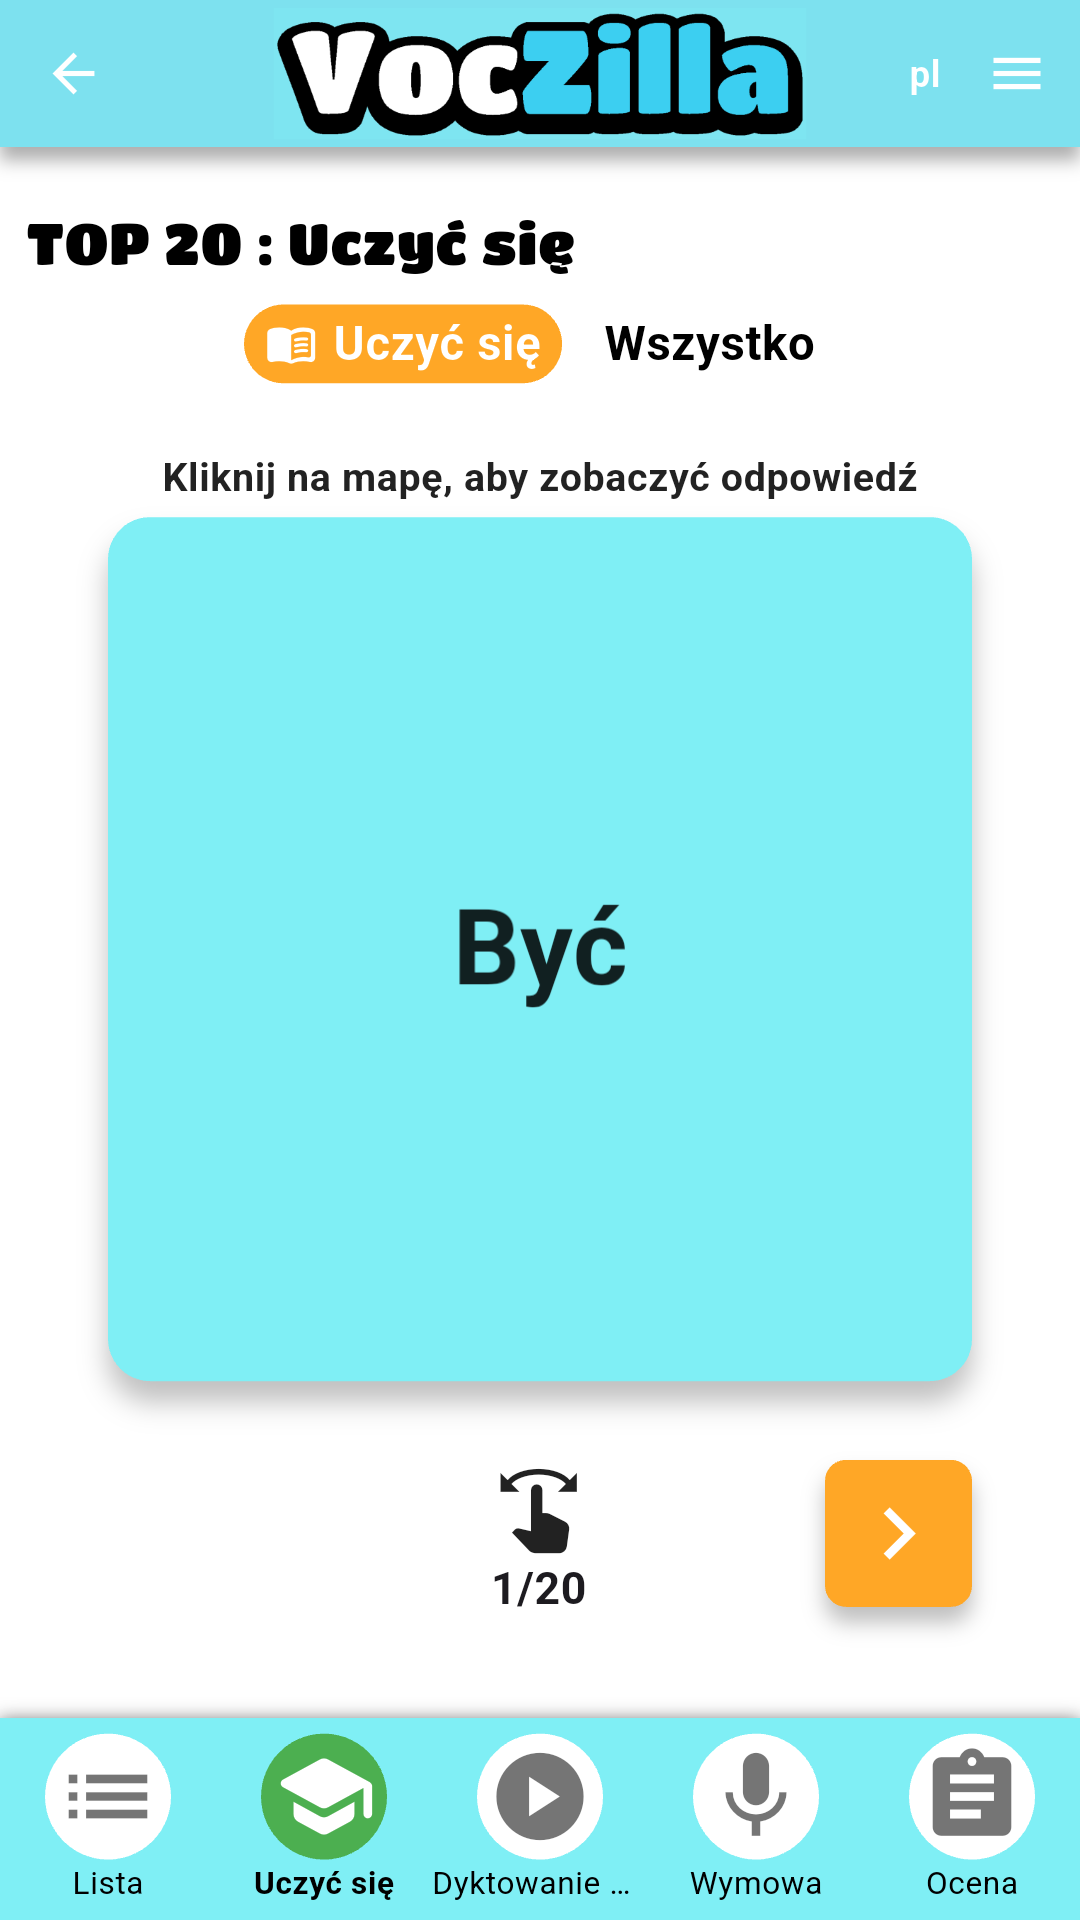 VocZilla
pl
TOP 20 : Uczyć się
Uczyć się
Wszystko
Kliknij na mapę, aby zobaczyć odpowiedź
Być
1/20
Lista
Uczyć się
Dyktowanie ...
Wymowa
Ocena